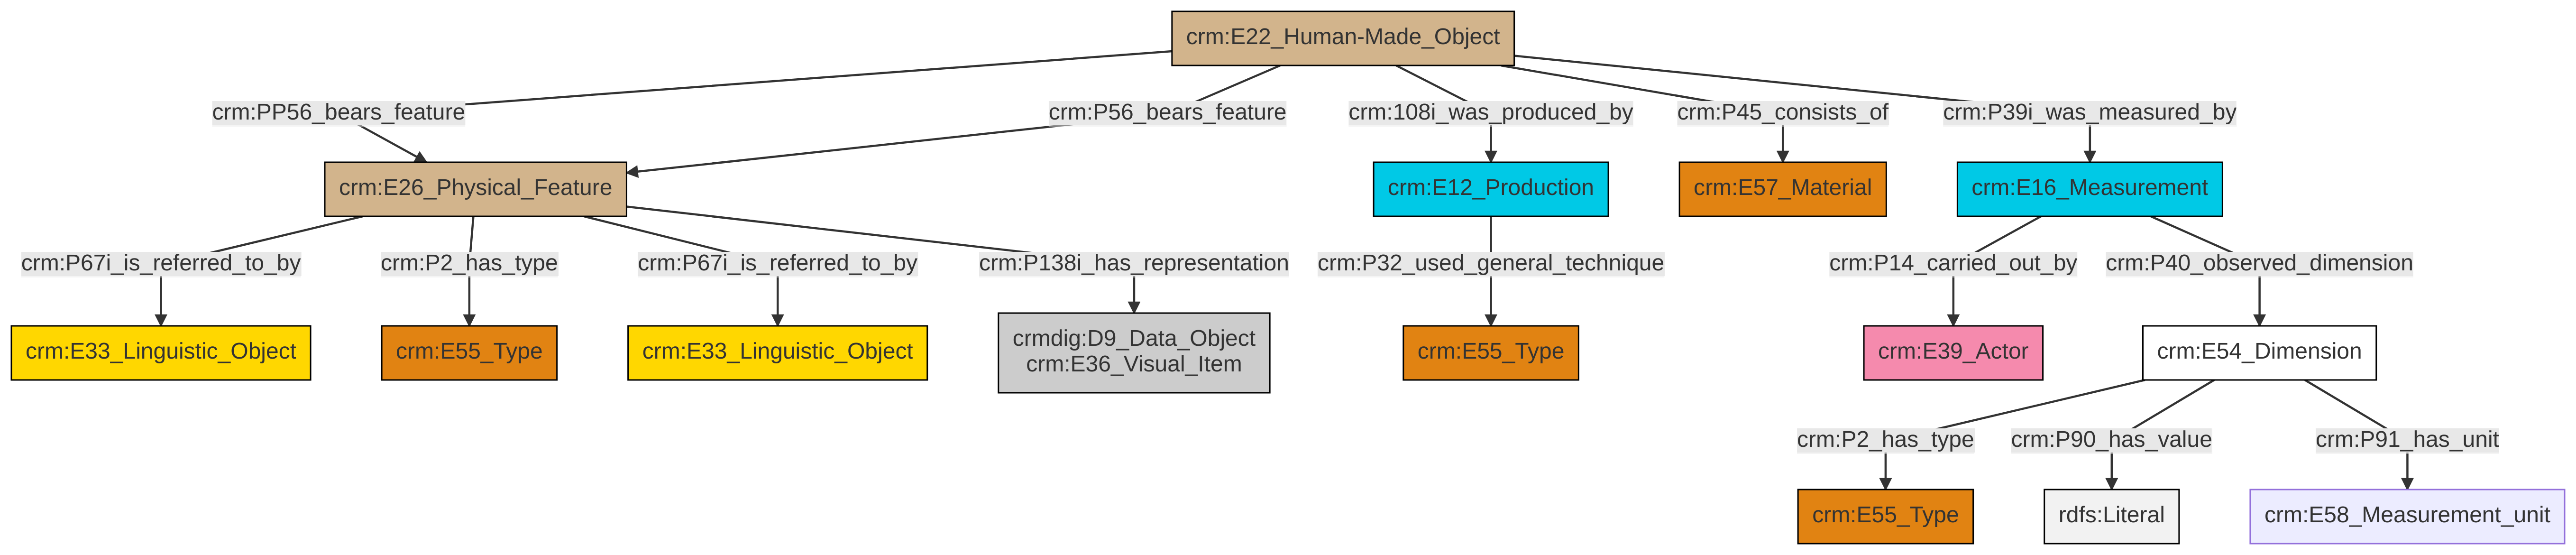 crm:E22_Human-Made_Object
crm:PP56_bears_feature
crm:P56_bears_feature
crm:108i_was_produced_by
crm:P45_consists_of
crm:P39i_was_measured_by
crm:E26_Physical_Feature
crm:E12_Production
crm:E57_Material
crm:E16_Measurement
crm:P67i_is_referred_to_by
crm:P2_has_type
crm:P67i_is_referred_to_by
crm:P138i_has_representation
crm:P32_used_general_technique
crm:P14_carried_out_by
crm:P40_observed_dimension
crm:E33_Linguistic_Object
crm:E55_Type
crm:E33_Linguistic_Object
crmdig:D9_Data_Object
crm:E36_Visual_Item
crm:E55_Type
crm:E39_Actor
crm:E54_Dimension
crm:P2_has_type
crm:P90_has_value
crm:P91_has_unit
crm:E55_Type
rdfs:Literal
crm:E58_Measurement_unit